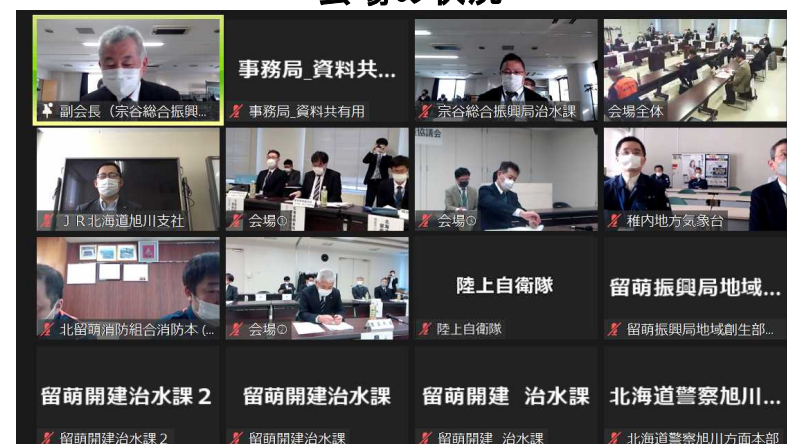 副会長（宗谷総合振興...
事務局_資料共...
事務局_資料共有用
宗谷総合振興局治水課
会場全体
ＪＲ北海道旭川支社
会場①
協議会
稚内地方気象台
北留萌消防組合消防本(...
会場②
陸上自衛隊
陸上自衛隊
留萌振興局地域...
留萌振興局地域創生部...
留萌開建治水課２
留萌開建治水課２
留萌開建治水課
留萌開建治水課
留萌開建 治水課
留萌開建 治水課
北海道警察旭川...
北海道警察旭川方面本部